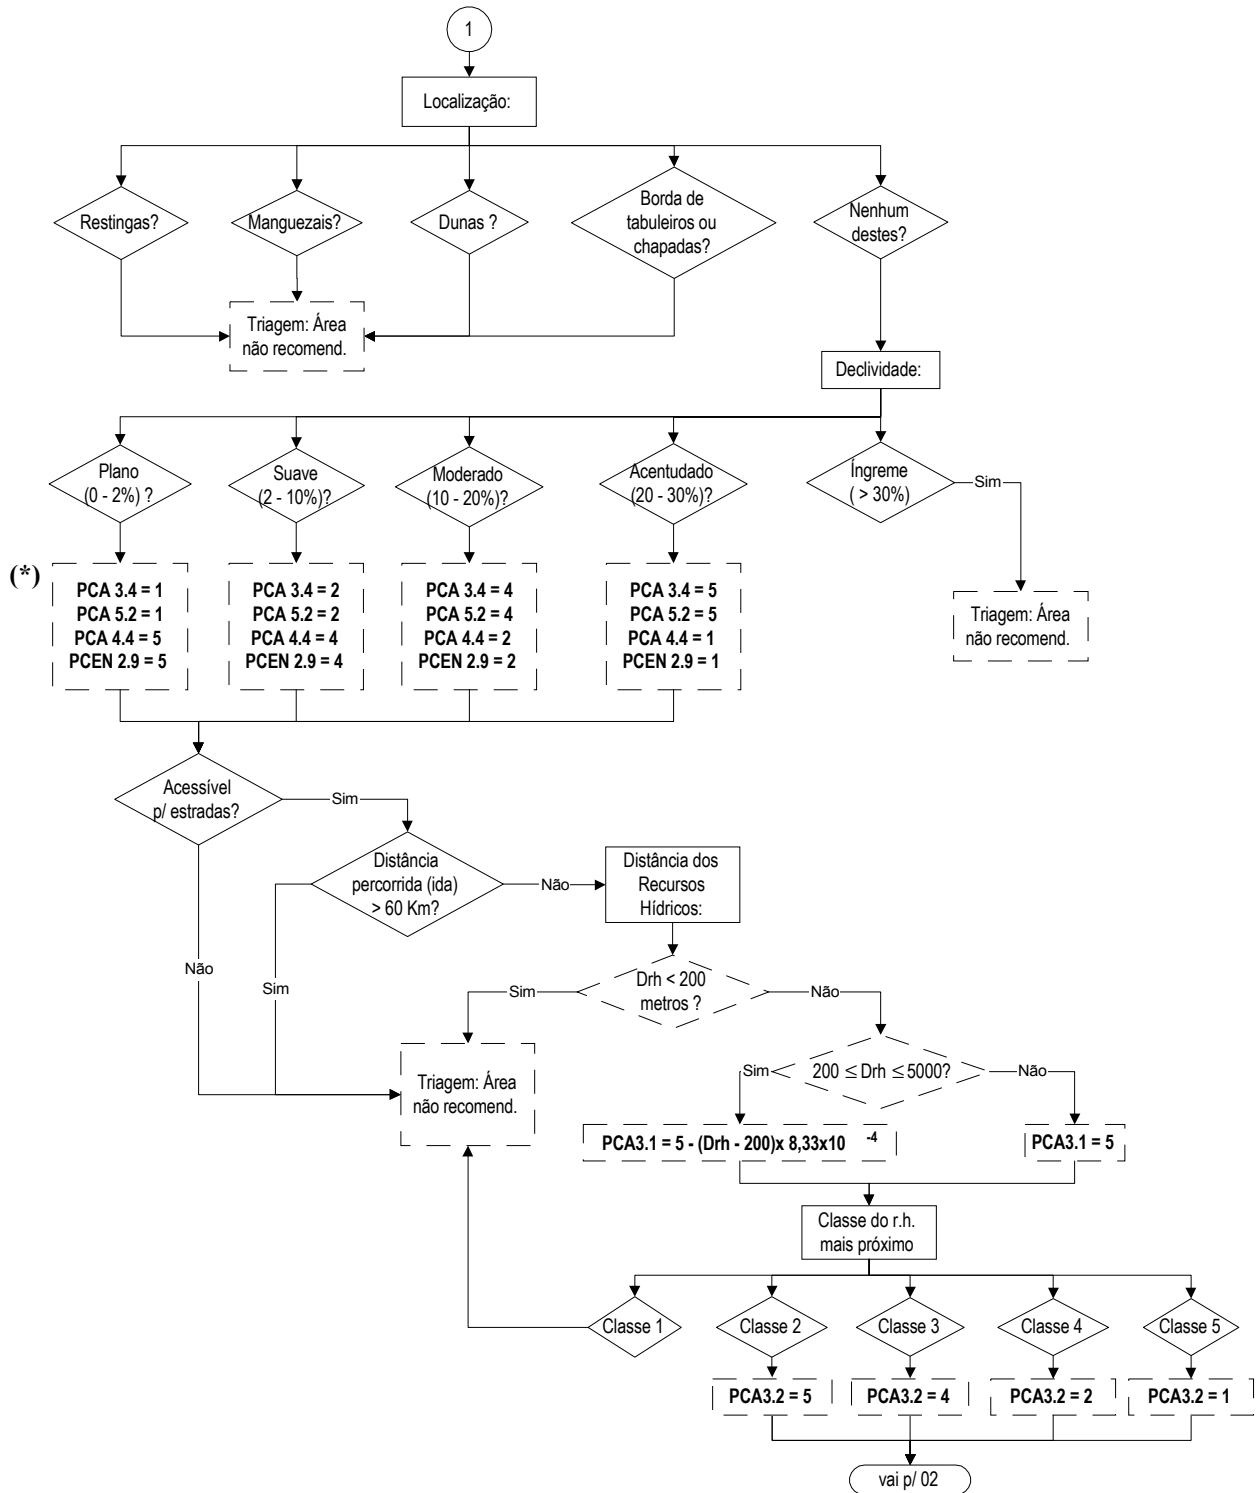 1
Localização:
Restingas?
Manguezais?
Dunas ?
Borda de
tabuleiros ou
chapadas?
Nenhum
destes?
Triagem: Área
não recomend.
Declividade:
Plano
(0 - 2%) ?
Suave
(2 - 10%)?
Moderado
(10 - 20%)?
Acentudado
(20 - 30%)?
Íngreme
( > 30%)
Sim
(*)
PCA 3.4 = 1
PCA 5.2 = 1
PCA 4.4 = 5
PCEN 2.9 = 5
PCA 3.4 = 2
PCA 5.2 = 2
PCA 4.4 = 4
PCEN 2.9 = 4
PCA 3.4 = 4
PCA 5.2 = 4
PCA 4.4 = 2
PCEN 2.9 = 2
PCA 3.4 = 5
PCA 5.2 = 5
PCA 4.4 = 1
PCEN 2.9 = 1
Triagem: Área
não recomend.
Acessível
p/ estradas?
Sim
Distância
percorrida (ida)
> 60 Km?
Não
Distância dos
Recursos
Hídricos:
Não
Sim
Sim
Drh < 200
metros ?
Não
Triagem: Área
não recomend.
Sim
200 ≤ Drh ≤ 5000?
Não
PCA3.1 = 5 - (Drh - 200)x 8,33x10 -4
PCA3.1 = 5
Classe do r.h.
mais próximo
Classe 1
Classe 2
Classe 3
Classe 4
Classe 5
PCA3.2 = 5
PCA3.2 = 4
PCA3.2 = 2
PCA3.2 = 1
vai p/ 02